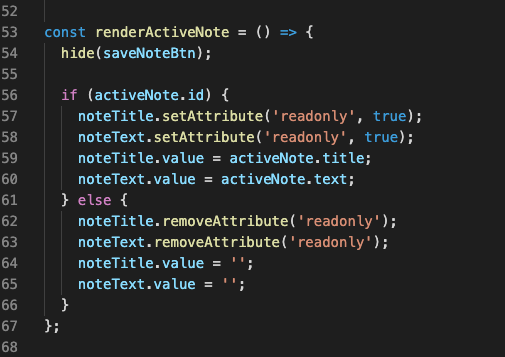 52
53 const renderActiveNote = () => {
54   hide(saveNoteBtn);
55
56   if (activeNote.id) {
57     noteTitle.setAttribute('readonly', true);
58     noteText.setAttribute('readonly', true);
59     noteTitle.value = activeNote.title;
60     noteText.value = activeNote.text;
61   } else {
62     noteTitle.removeAttribute('readonly');
63     noteText.removeAttribute('readonly');
64     noteTitle.value = '';
65     noteText.value = '';
66   }
67 };
68